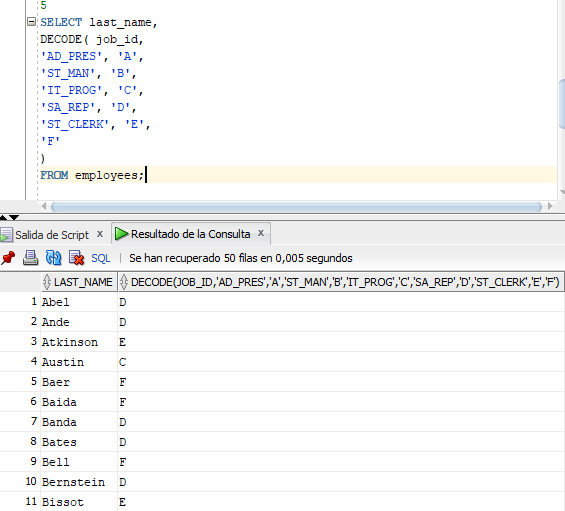 5
SELECT last_name,
DECODE( job_id,
'AD_PRES', 'A',
'ST_MAN', 'B',
'IT_PROG', 'C',
'SA_REP', 'D',
'ST_CLERK', 'E',
'F'
)
FROM employees;
Salida de Script x Resultado de la Consulta x
SQL | Se han recuperado 50 filas en 0,005 segundos
LAST_NAME DECODE(JOB_ID,'AD_PRES','A','ST_MAN','B','IT_PROG','C','SA_REP','D','ST_CLERK','E','F')
1 Abel D
2 Ande D
3 Atkinson E
4 Austin C
5 Baer F
6 Baida F
7 Banda D
8 Bates D
9 Bell F
10 Bernstein D
11 Bissot E